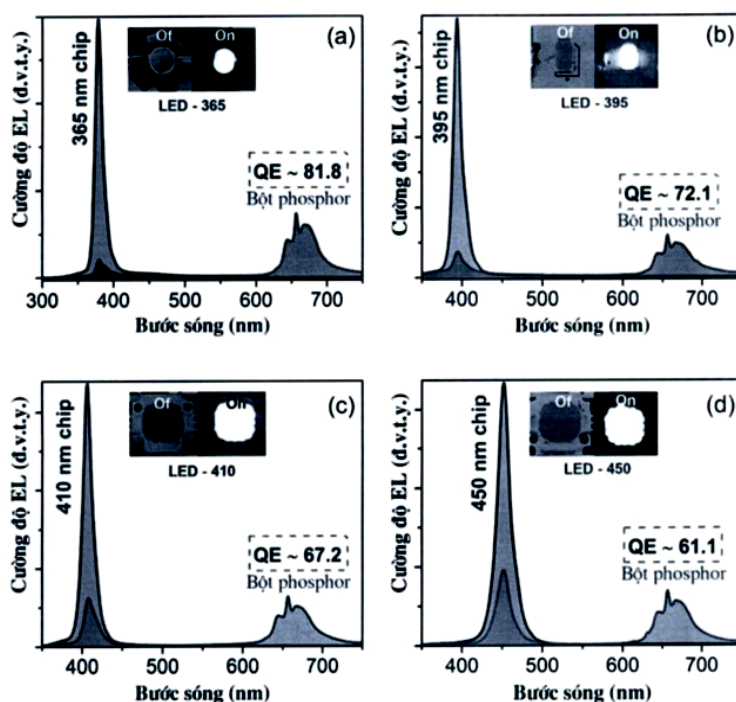 (a)
Of On
LED - 365
365 nm chip
Cường độ EL (d.v.t.y.)
QE ~ 81.8
Bột phosphor
300 400 500 600 700
Bước sóng (nm)
(b)
Of On
LED - 395
395 nm chip
Cường độ EL (d.v.t.y.)
QE ~ 72.1
Bột phosphor
400 500 600 700
Bước sóng (nm)
(c)
Of On
LED - 410
410 nm chip
Cường độ EL (d.v.t.y.)
QE ~ 67.2
Bột phosphor
400 500 600 700
Bước sóng (nm)
(d)
Of On
LED - 450
450 nm chip
Cường độ EL (d.v.t.y.)
QE ~ 61.1
Bột phosphor
400 500 600 700
Bước sóng (nm)